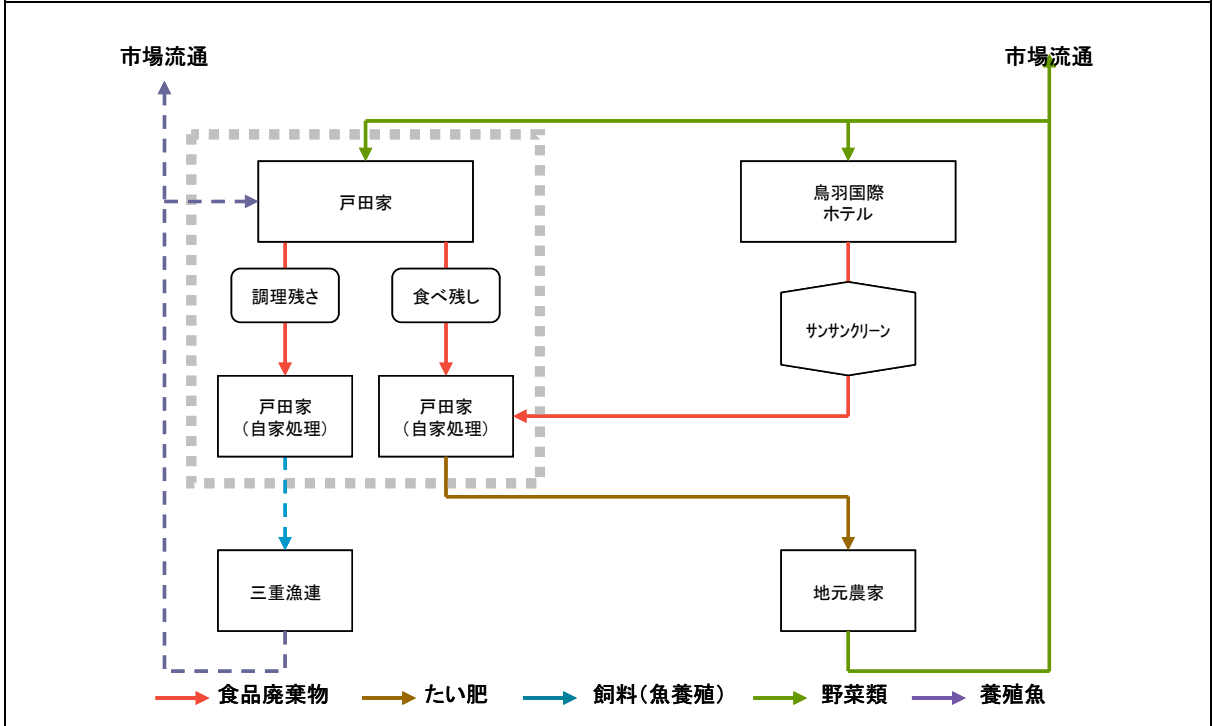 市場流通
市場流通
戸田家
鳥羽国際
ホテル
調理残さ
食べ残し
サンサンクリーン
戸田家
（自家処理）
戸田家
（自家処理）
三重漁連
地元農家
食品廃棄物
たい肥
飼料（魚養殖）
野菜類
養殖魚